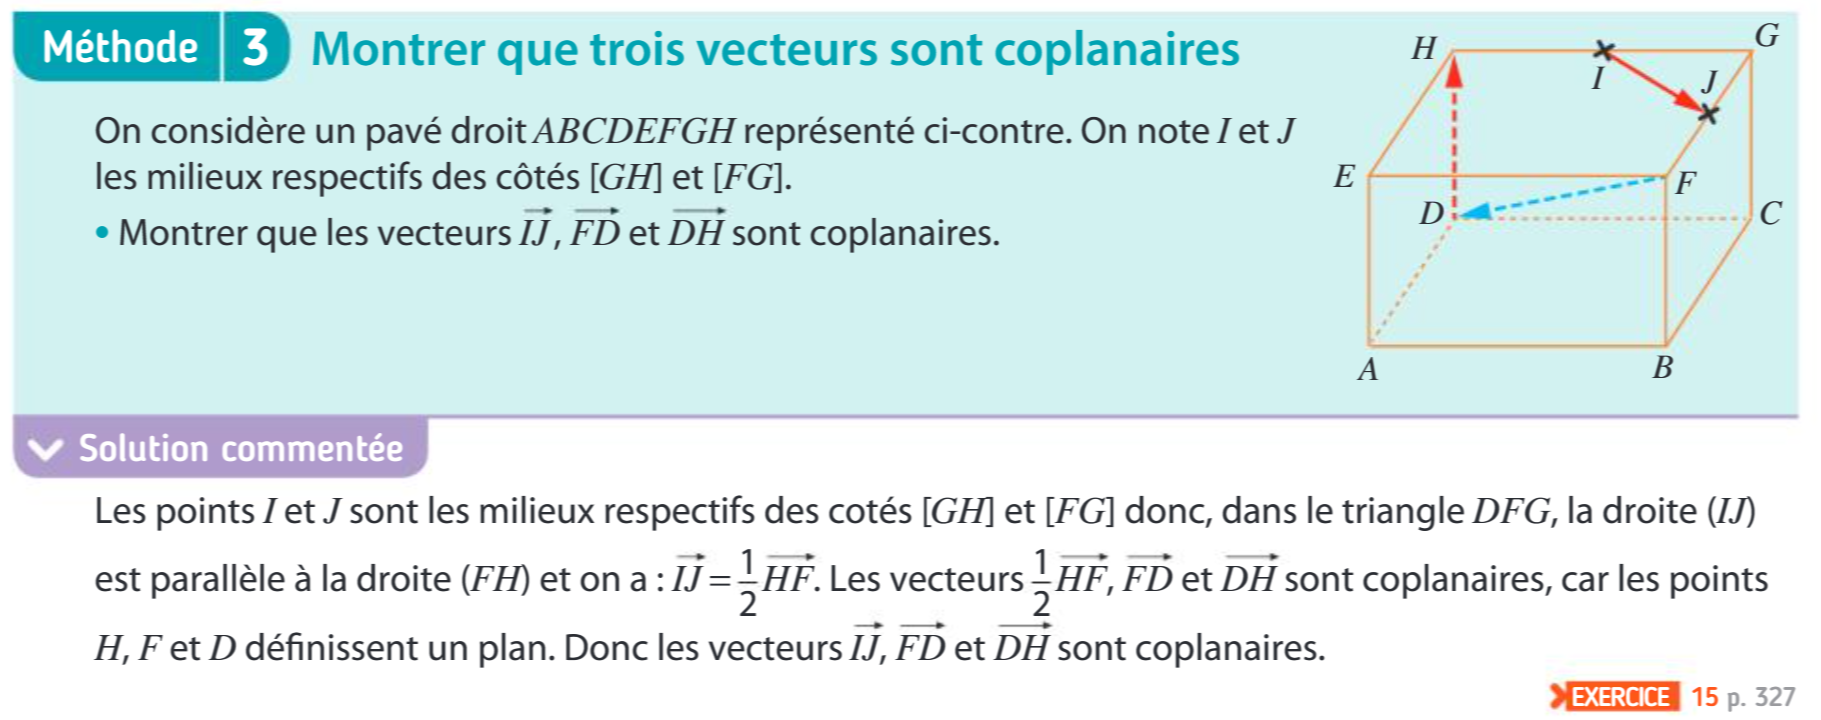 Méthode 3 Montrer que trois vecteurs sont coplanaires
On considère un pavé droit ABCDEFGH représenté ci-contre. On note I et J
les milieux respectifs des côtés [GH] et [FG].
• Montrer que les vecteurs \overrightarrow{IJ}, \overrightarrow{FD} et \overrightarrow{DH} sont coplanaires.
H
G
I
J
E
F
D
C
A
B
Solution commentée
Les points I et J sont les milieux respectifs des cotés [GH] et [FG] donc, dans le triangle DFG, la droite (IJ)
est parallèle à la droite (FH) et on a : \overrightarrow{IJ} = \frac{1}{2}\overrightarrow{HF}. Les vecteurs \frac{1}{2}\overrightarrow{HF}, \overrightarrow{FD} et \overrightarrow{DH} sont coplanaires, car les points
H, F et D définissent un plan. Donc les vecteurs \overrightarrow{IJ}, \overrightarrow{FD} et \overrightarrow{DH} sont coplanaires.
EXERCICE 15 p. 327